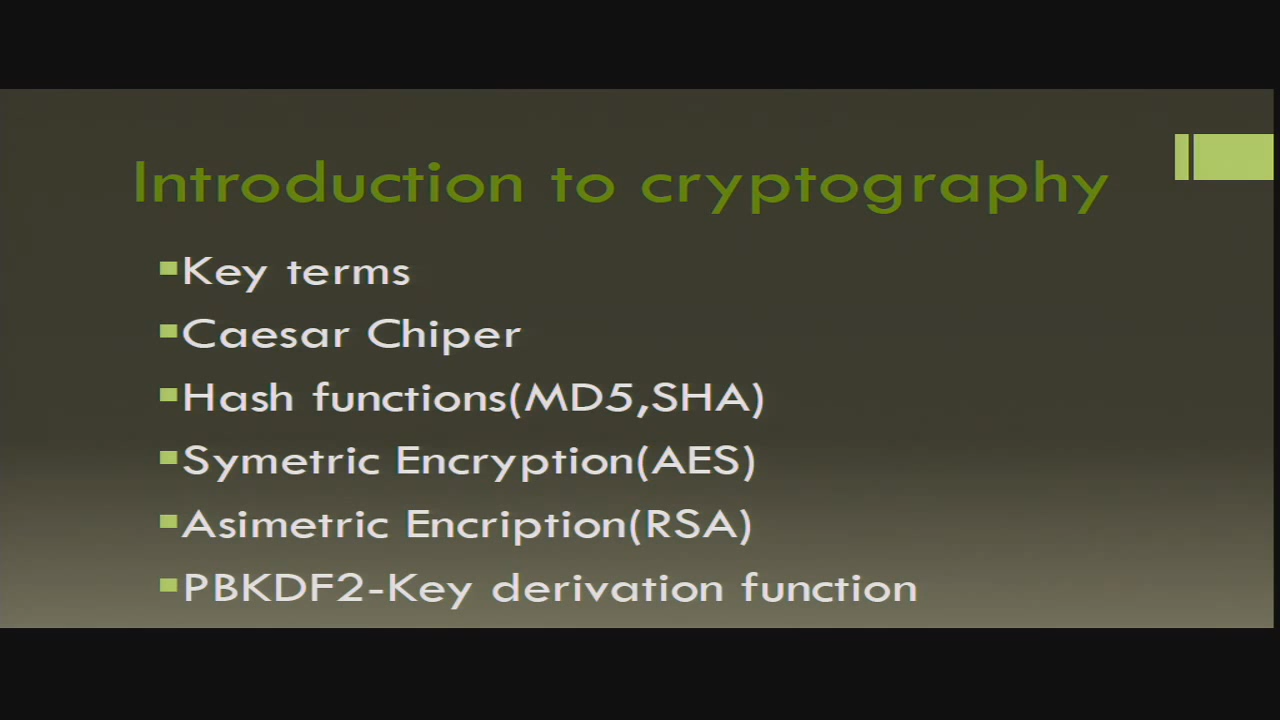 Introduction to cryptography
Key terms
Caesar Chiper
Hash functions(MD5,SHA)
Symetric Encryption(AES)
Asimetric Encription(RSA)
PBKDF2-Key derivation function